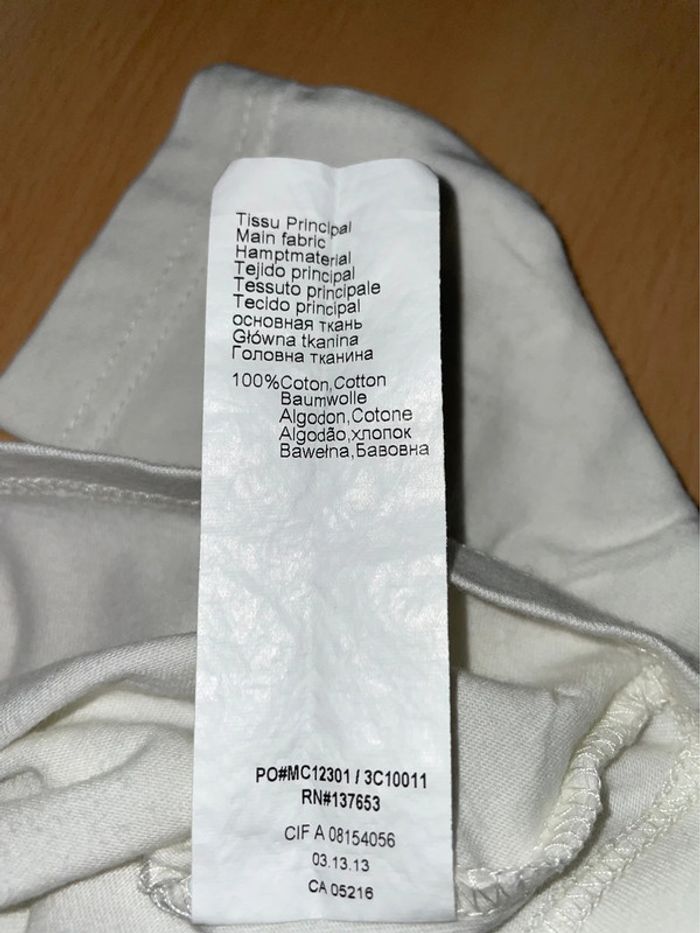 Tissu Principal
Main fabric
Hamptmaterial
Tejido principal
Tessuto principale
Tecido principal
основная ткань
Główna tkanina
Головна тканина
100%Coton,Cotton
Baumwolle
Algodon,Cotone
Algodão,хлопок
Bawełna,Бавовна
PO#MC12301 / 3C10011
RN#137653
CIF A 08154056
03.13.13
CA 05216